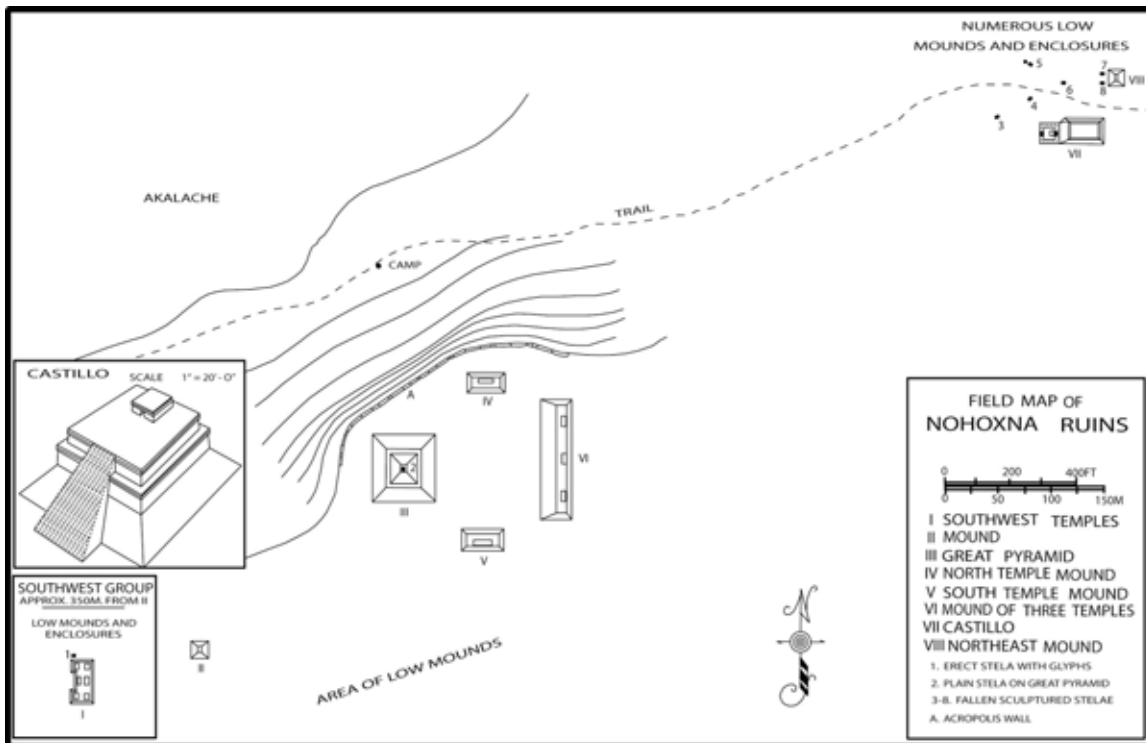 NUMEROUS LOW
MOUNDS AND ENCLOSURES
5
7
6
8
VIII
4
3
VII
AKALACHE
TRAIL
CAMP
CASTILLO SCALE 1" = 20' - O"
A
IV
2
III
VI
V
SOUTHWEST GROUP
APPROX. 350M. FROM II
LOW MOUNDS AND
ENCLOSURES
1
I
II
AREA OF LOW MOUNDS
N
S
FIELD MAP OF
NOHOXNA RUINS
0 200 400FT
0 50 100 150M
I SOUTHWEST TEMPLES
II MOUND
III GREAT PYRAMID
IV NORTH TEMPLE MOUND
V SOUTH TEMPLE MOUND
VI MOUND OF THREE TEMPLES
VII CASTILLO
VIII NORTHEAST MOUND
1. ERECT STELA WITH GLYPHS
2. PLAIN STELA ON GREAT PYRAMID
3-8. FALLEN SCULPTURED STELAE
A. ACROPOLIS WALL